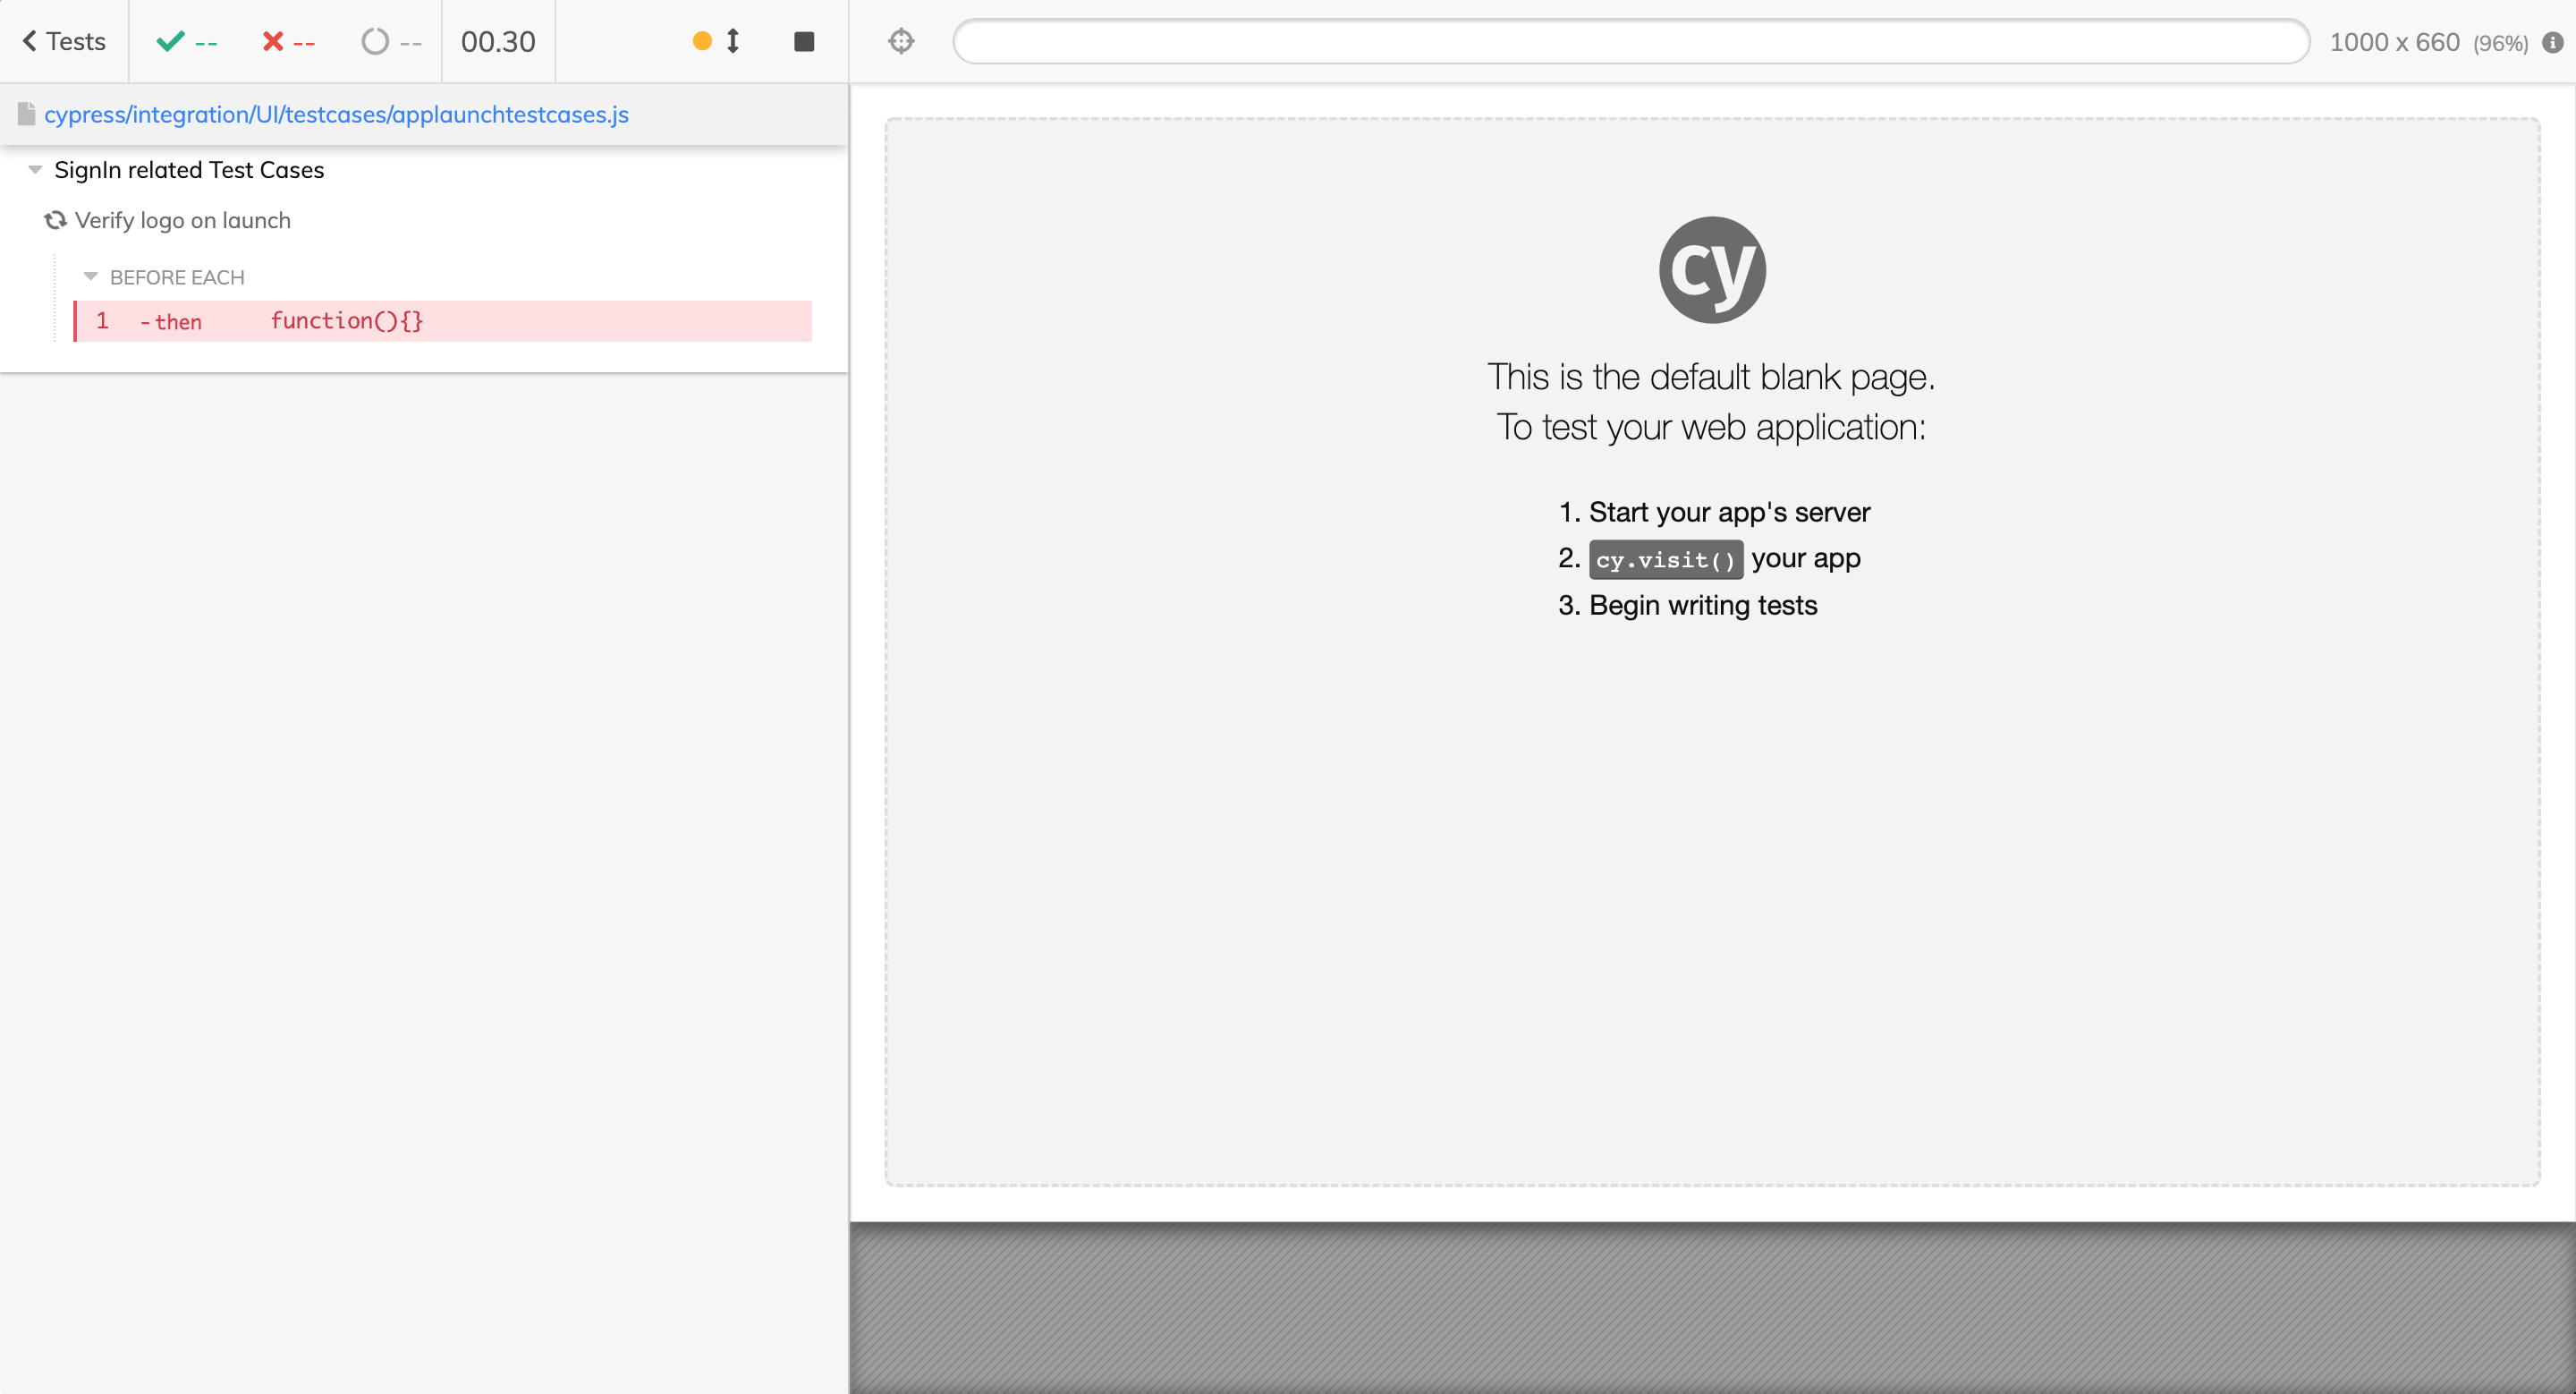 Tests -- -- -- 00.30
1000 x 660 (96%)
cypress/integration/UI/testcases/applaunchtestcases.js
SignIn related Test Cases
Verify logo on launch
BEFORE EACH
1 -then function(){}
cy
This is the default blank page.
To test your web application:
1. Start your app's server
2. cy.visit() your app
3. Begin writing tests